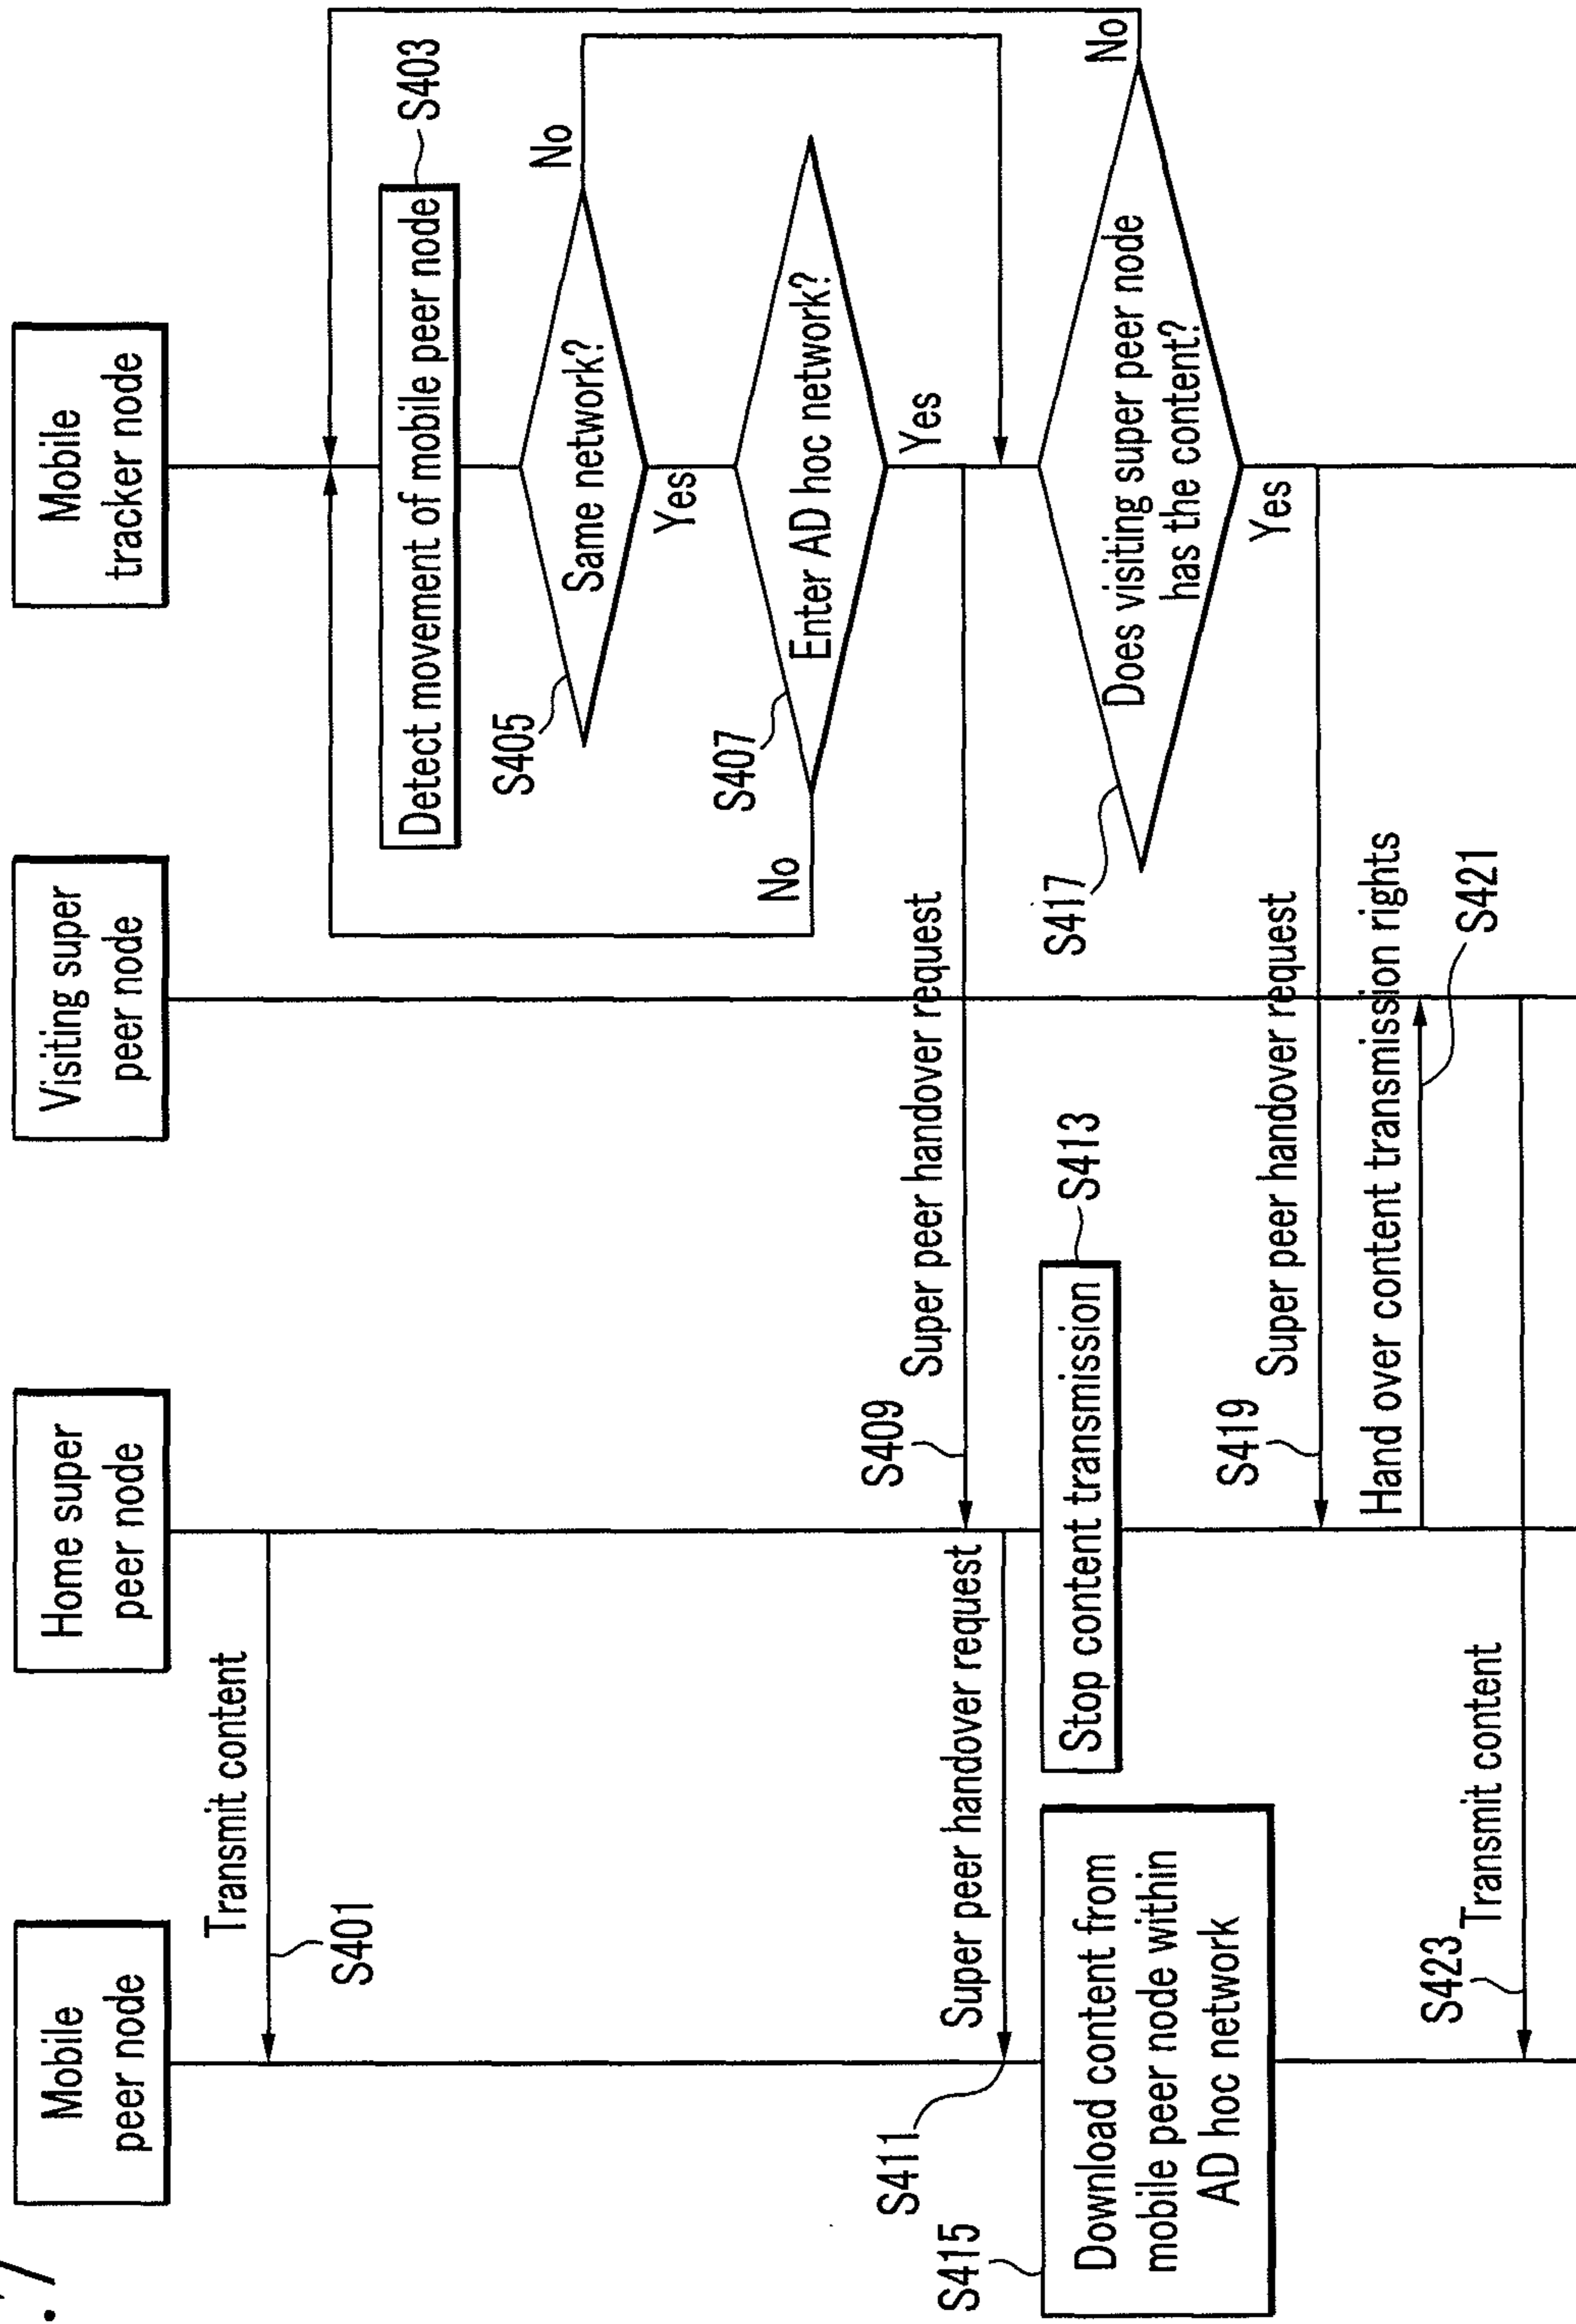 .7
Mobile
peer node
Home super
peer node
Visiting super
peer node
Mobile
tracker node
Transmit content
S401
Detect movement of mobile peer node
S403
Same network?
S405
No
Yes
Enter AD hoc network?
S407
No
Yes
Super peer handover request
S409
Super peer handover request
S411
Stop content transmission
S413
Download content from
mobile peer node within
AD hoc network
S415
Does visiting super peer node
has the content?
S417
No
Yes
Super peer handover request
S419
Hand over content transmission rights
S421
Transmit content
S423